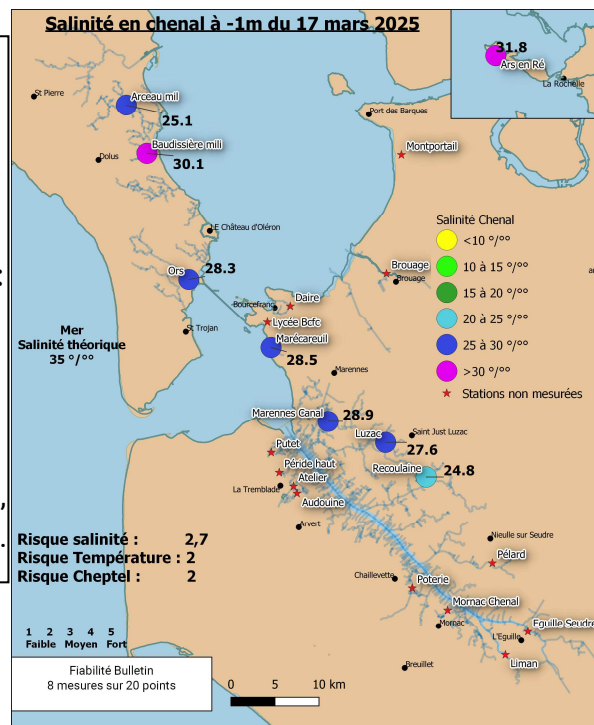 Salinité en chenal à -1m du 17 mars 2025
31.8
Ars en Ré
La Rochelle
St Pierre
Arceau mil
25.1
Port des Barques
Baudissière mili
30.1
Dolus
Montportail
LE Château d'Oléron
Salinité Chenal
<10 °/°°
10 à 15 °/°°
15 à 20 °/°°
20 à 25 °/°°
25 à 30 °/°°
>30 °/°°
Stations non mesurées
Ors
28.3
Brouage
Brouage
Bourcefranc
Daire
Lycée Bcfc
Mer
Salinité théorique
35 °/°°
St Trojan
Marécareuil
28.5
Marennes
Marennes Canal
28.9
Luzac
27.6
Saint Just Luzac
Recoulaine
24.8
Putet
Péride haut
La Tremblade
Atelier
Audouine
Arvert
Risque salinité : 2,7
Risque Température : 2
Risque Cheptel : 2
Nieulle sur Seudre
Pélard
Chaillevette
Poterie
Mornac Chenal
Mornac
Eguille Seudre
L'Eguille
Liman
Breuillet
1 2 3 4 5
Faible Moyen Fort
Fiabilité Bulletin
8 mesures sur 20 points
0 5 10 km